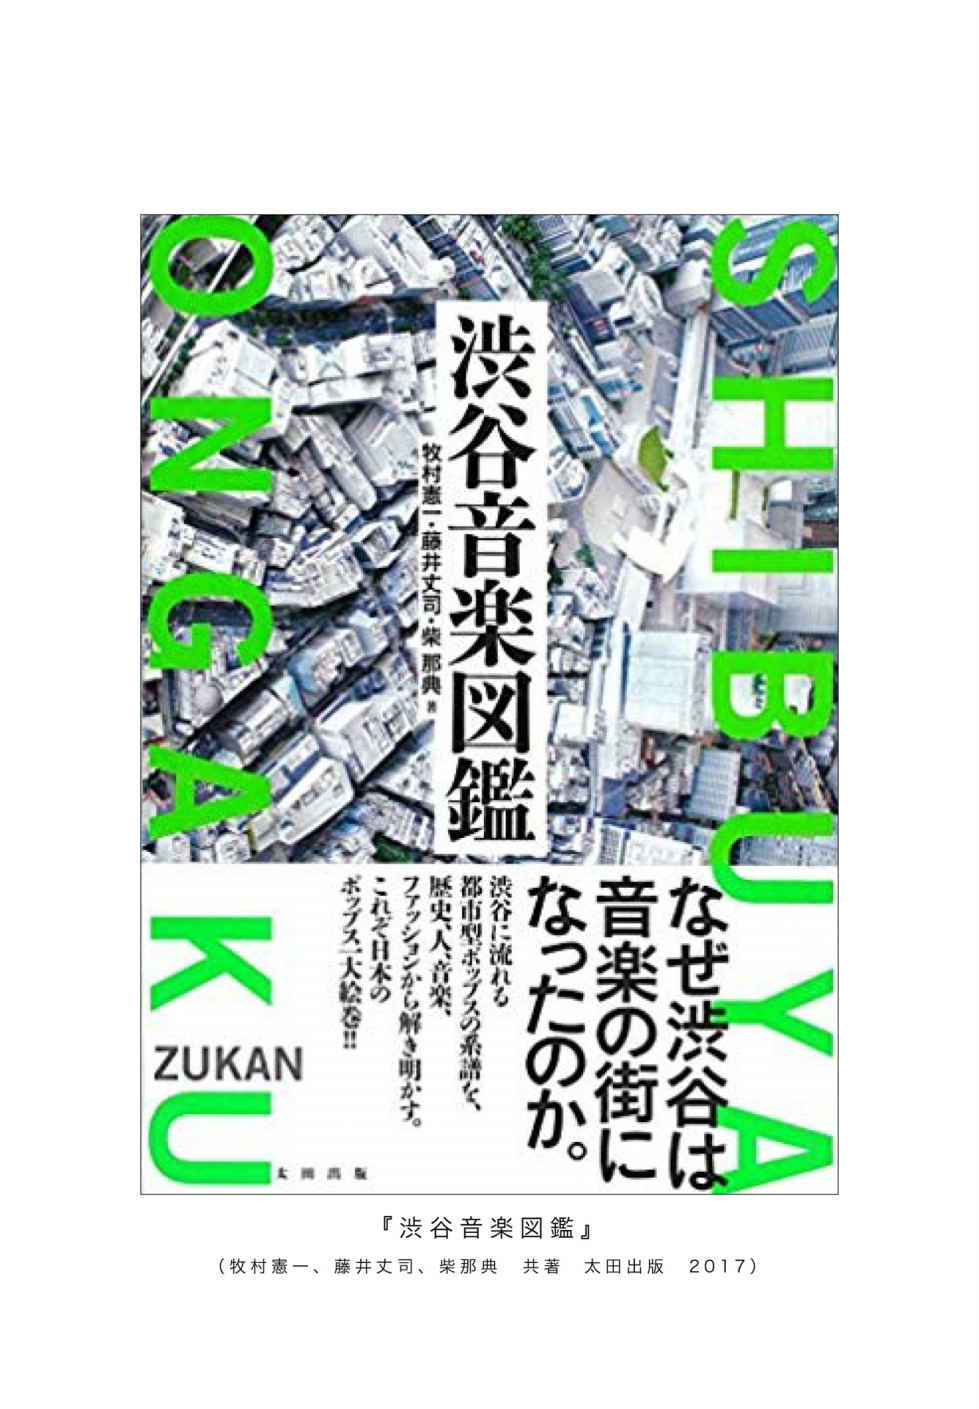 SHIBUYA
ONGAKU
ZUKAN
渋谷音楽図鑑
牧村憲一・藤井丈司・柴 那典 著
なぜ渋谷は
音楽の街に
なったのか。
渋谷に流れる
都市型ポップスの系譜を、
歴史、人、音楽、
ファッションから解き明かす。
これぞ日本の
ポップス一大絵巻!!
太田出版
『渋谷音楽図鑑』
（牧村憲一、藤井丈司、柴那典　共著　太田出版　2017）